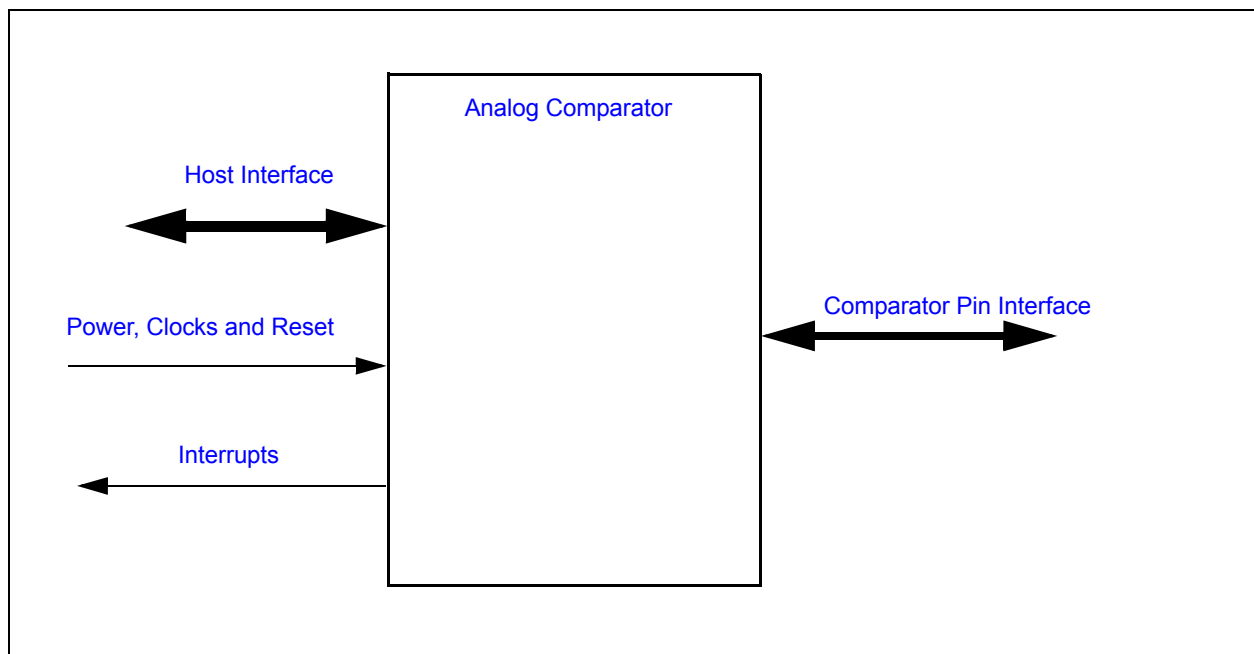 Analog Comparator
Host Interface
Comparator Pin Interface
Power, Clocks and Reset
Interrupts